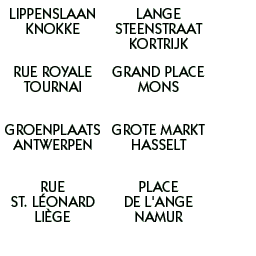 LIPPENSLAAN
KNOKKE
LANGE
STEENSTRAAT
KORTRIJK
RUE ROYALE
TOURNAI
GRAND PLACE
MONS
GROENPLAATS
ANTWERPEN
GROTE MARKT
HASSELT
RUE
ST. LÉONARD
LIÈGE
PLACE
DE L'ANGE
NAMUR